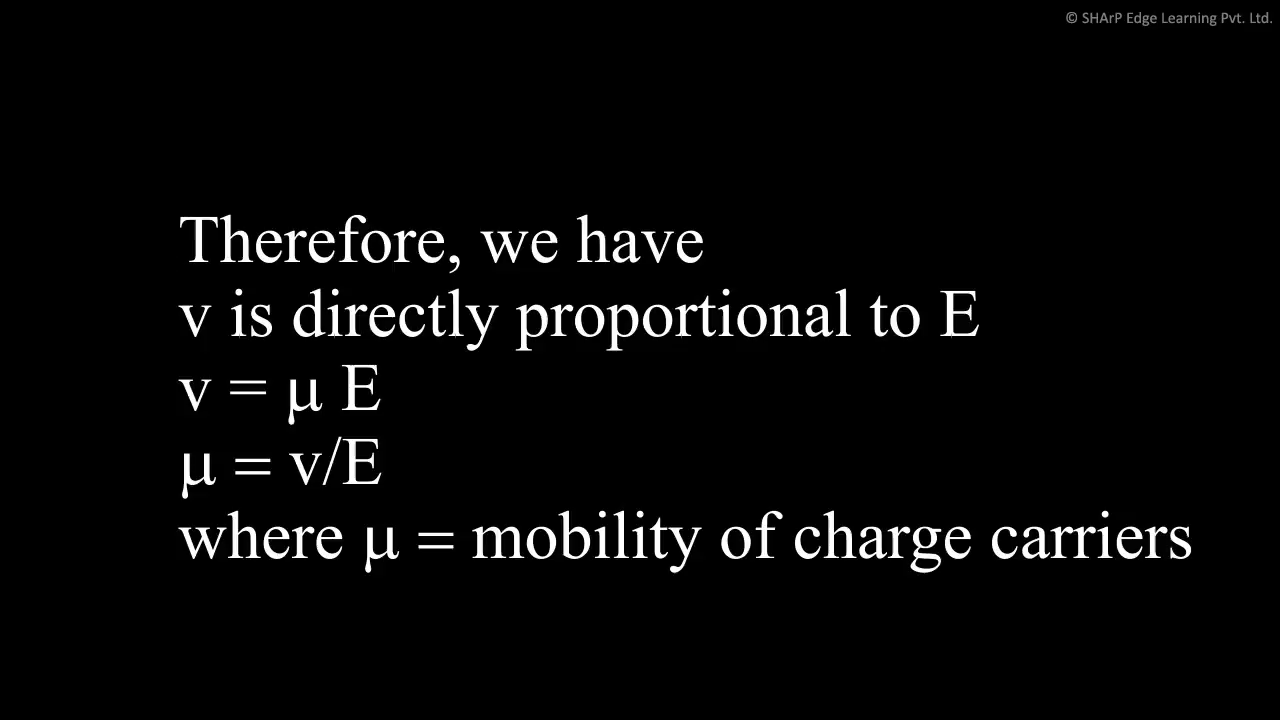 © SHArP Edge Learning Pvt. Ltd.
Therefore, we have
v is directly proportional to E
v = μ E
μ = v/E
where μ = mobility of charge carriers